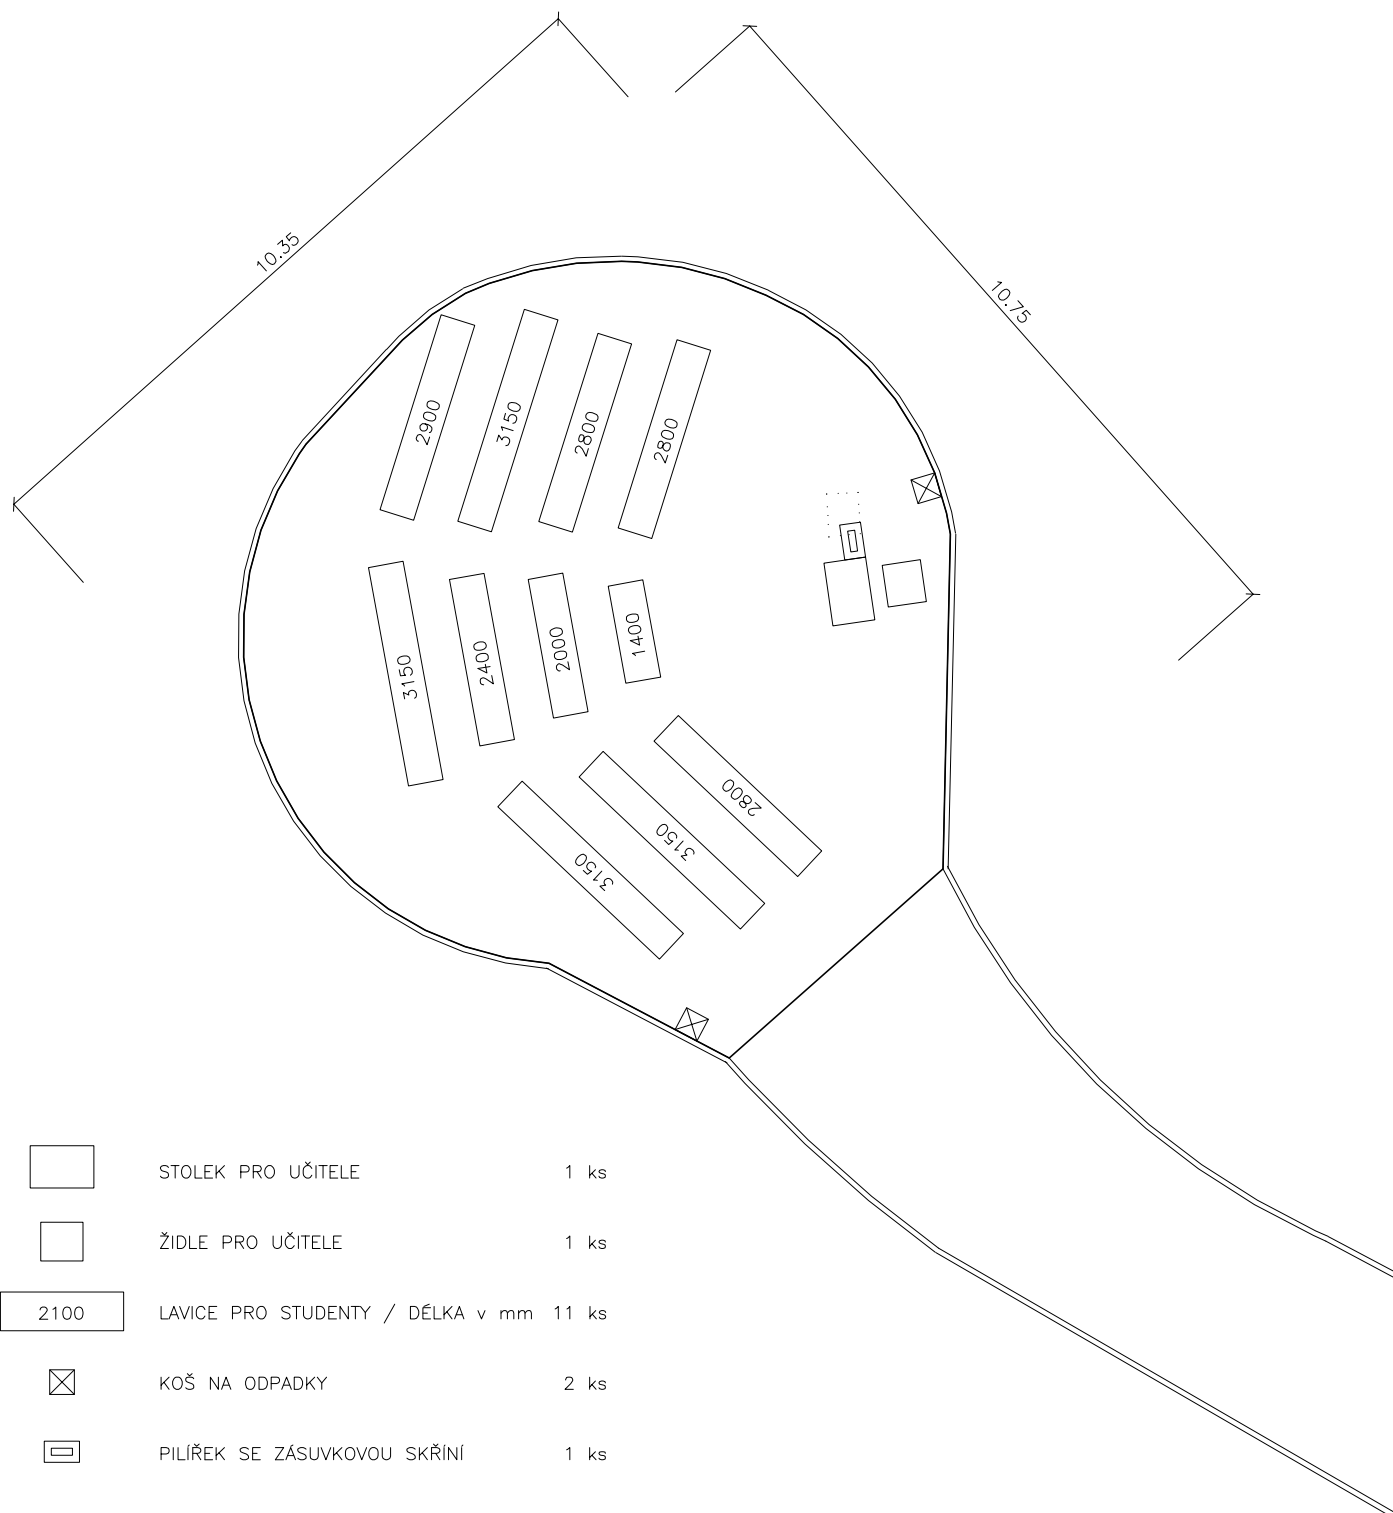 10.35
10.75
2900
3150
2800
2800
3150
2400
2000
1400
2800
3150
3150
STOLEK PRO UČITELE 1 ks
ŽIDLE PRO UČITELE 1 ks
2100 LAVICE PRO STUDENTY / DÉLKA v mm 11 ks
KOŠ NA ODPADKY 2 ks
PILÍŘEK SE ZÁSUVKOVOU SKŘÍNÍ 1 ks